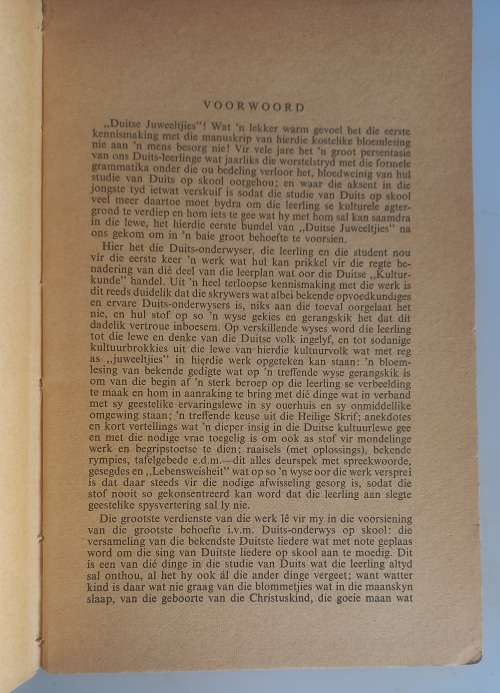 VOORWOORD
„Duitse Juweeltjies"! Wat 'n lekker warm gevoel het die eerste
kennismaking met die manuskrip van hierdie kostelike bloemlesing
nie aan 'n mens besorg nie! Vir vele jare het 'n groot persentasie
van ons Duits-leerlinge wat jaarliks die worstelstryd met die formele
grammatika onder die ou bedeling verloor het, bloedweinig van hul
studie van Duits op skool oorgehou; en waar die aksent in die
jongste tyd ietwat verskuif is sodat die studie van Duits op skool
veel meer daartoe moet bydra om die leerling se kulturele agter-
grond te verdiep en hom iets te gee wat hy met hom sal kan saamdra
in die lewe, het hierdie eerste bundel van „Duitse Juweeltjies" na
ons gekom om in 'n baie groot behoefte te voorsien.
Hier het die Duits-onderwyser, die leerling en die student nou
vir die eerste keer 'n werk wat hul kan prikkel vir die regte be-
nadering van dié deel van die leerplan wat oor die Duitse „Kultur-
kunde" handel. Uit 'n heel terloopse kennismaking met die werk is
dit reeds duidelik dat die skrywers wat albei bekende opvoedkundiges
en ervare Duits-onderwysers is, niks aan die toeval oorgelaat het
nie, en hul stof op so 'n wyse gekies en gerangskik het dat dit
dadelik vertroue inboesem. Op verskillende wyses word die leerling
tot die lewe en denke van die Duitse volk ingelyf, en tot sodanige
kultuurbrokkies uit die lewe van hierdie kultuurvolk wat met reg
as „juweeltjies" in hierdie werk opgeteken kan staan: 'n bloem-
lesing van bekende gedigte wat op 'n treffende wyse gerangskik is
om van die begin af 'n sterk beroep op die leerling se verbeelding
te maak en hom in aanraking te bring met dié dinge wat in verband
met sy geestelike ervaringslewe in sy ouerhuis en sy onmiddellike
omgewing staan; 'n treffende keuse uit die Heilige Skrif; anekdotes
en kort vertellings wat 'n dieper insig in die Duitse kultuurlewe gee
en met die nodige vrae toegelig is om ook as stof vir mondelinge
werk en begripstoetse te dien; raaisels (met oplossings), bekende
rympies, tafelgebede e.d.m.—dit alles deurspek met spreekwoorde,
gesegdes en „Lebensweisheit" wat op so 'n wyse oor die werk versprei
is dat daar steeds vir die nodige afwisseling gesorg is, sodat die
stof nooit so gekonsentreerd kan word dat die leerling aan slegte
geestelike spysvertering sal ly nie.
Die grootste verdienste van die werk lê vir my in die voorsiening
van die grootste behoefte i.v.m. Duits-onderwys op skool: die
versameling van die bekendste Duitste liedere wat met note geplaas
word om die sing van Duitste liedere op skool aan te moedig. Dit
is een van dié dinge in die studie van Duits wat die leerling altyd
sal onthou, al het hy ook ál die ander dinge vergeet; want watter
kind is daar wat nie graag van die blommetjies wat in die maanskyn
slaap, van die geboorte van die Christuskind, die goeie maan wat